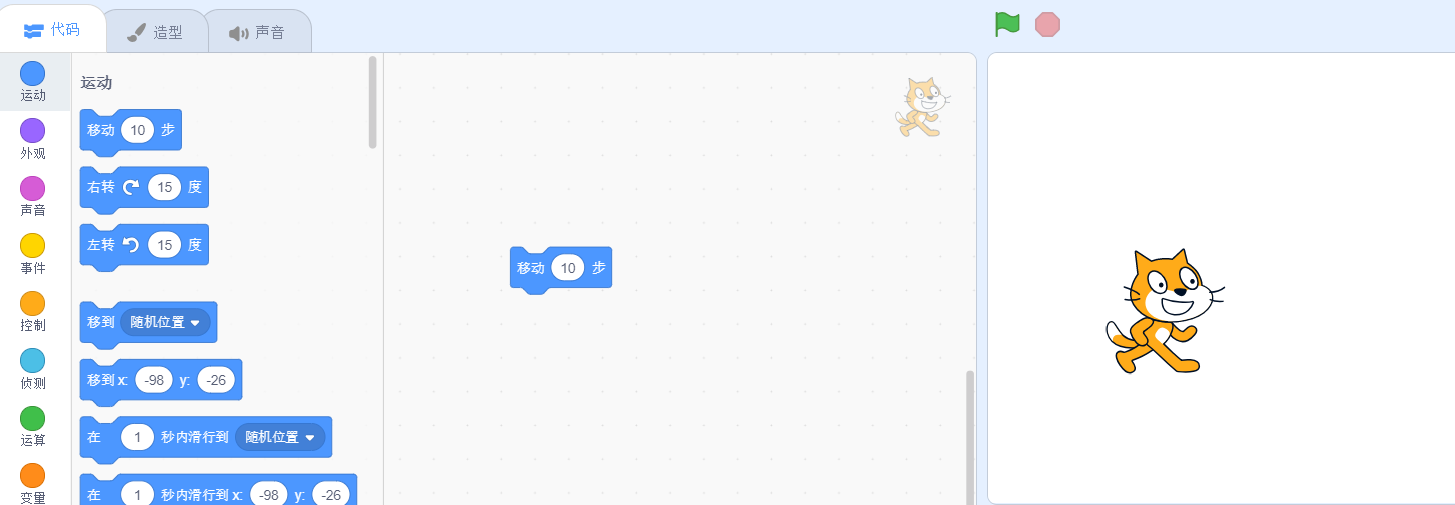 代码
造型
声音
运动
外观
声音
事件
控制
侦测
运算
变量
运动
移动 10 步
右转 15 度
左转 15 度
移到 随机位置
移到 x: -98 y: -26
在 1 秒内滑行到 随机位置
在 1 秒内滑行到 x: -98 y: -26
移动 10 步